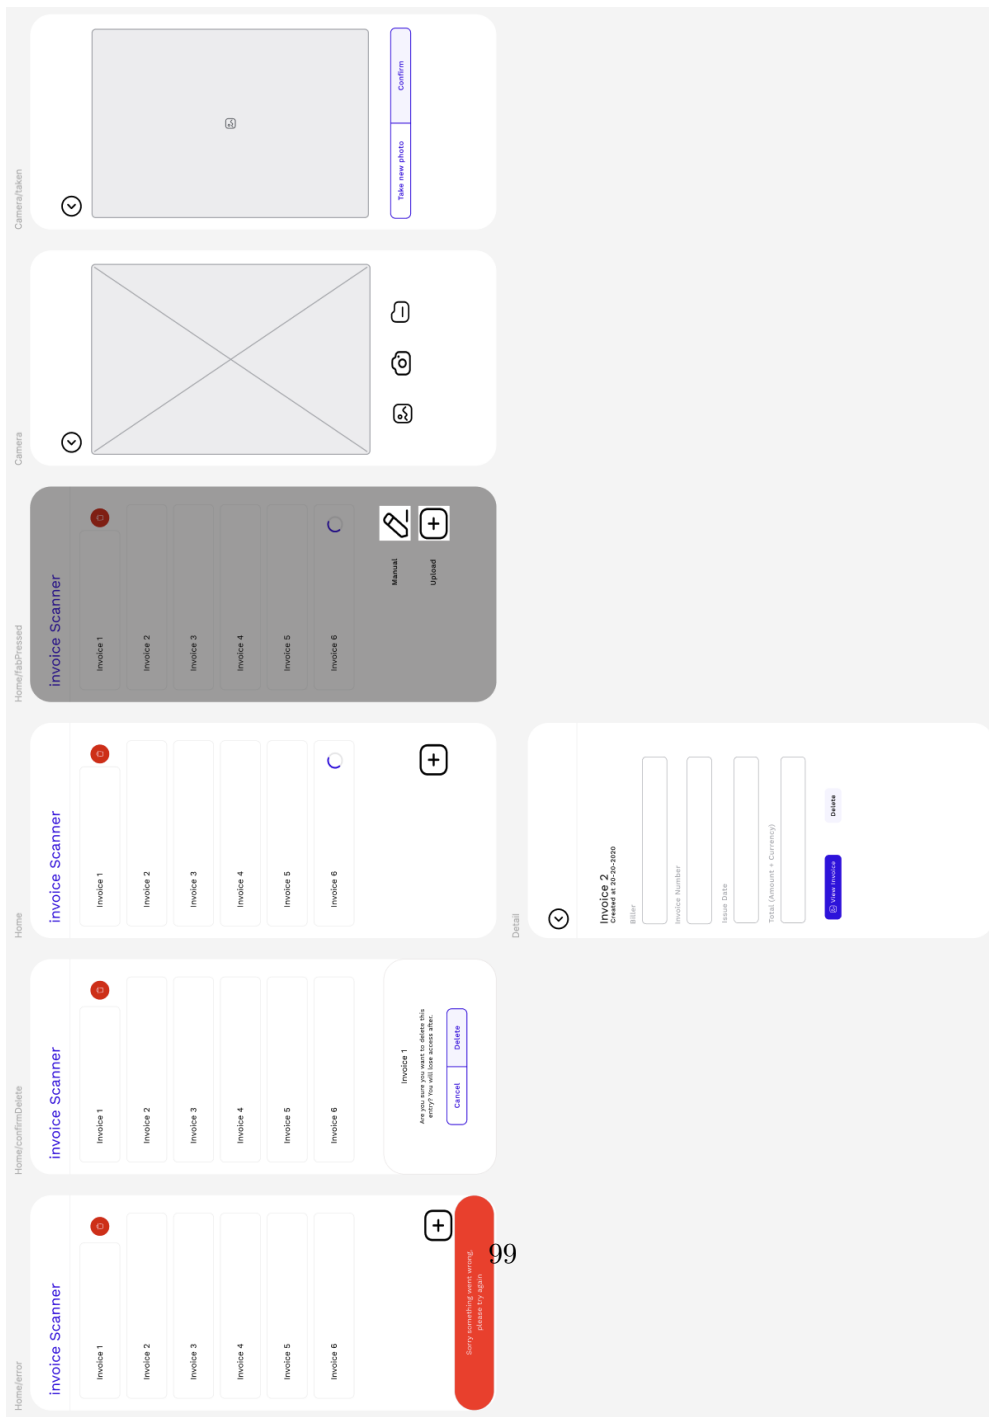 Home/error
invoice Scanner
Invoice 1
Invoice 2
Invoice 3
Invoice 4
Invoice 5
Invoice 6
Sorry something went wrong,
please try again
Home/confirmDelete
invoice Scanner
Invoice 1
Invoice 2
Invoice 3
Invoice 4
Invoice 5
Invoice 6
Invoice 1
Are you sure you want to delete this
entry? You will lose access after.
Cancel
Delete
Home
invoice Scanner
Invoice 1
Invoice 2
Invoice 3
Invoice 4
Invoice 5
Invoice 6
Home/fabPressed
invoice Scanner
Invoice 1
Invoice 2
Invoice 3
Invoice 4
Invoice 5
Invoice 6
Manual
Upload
Camera
Camera/taken
Take new photo
Confirm
Detail
Invoice 2
Created at 20-20-2020
Biller
Invoice Number
Issue Date
Total (Amount + Currency)
View Invoice
Delete
99